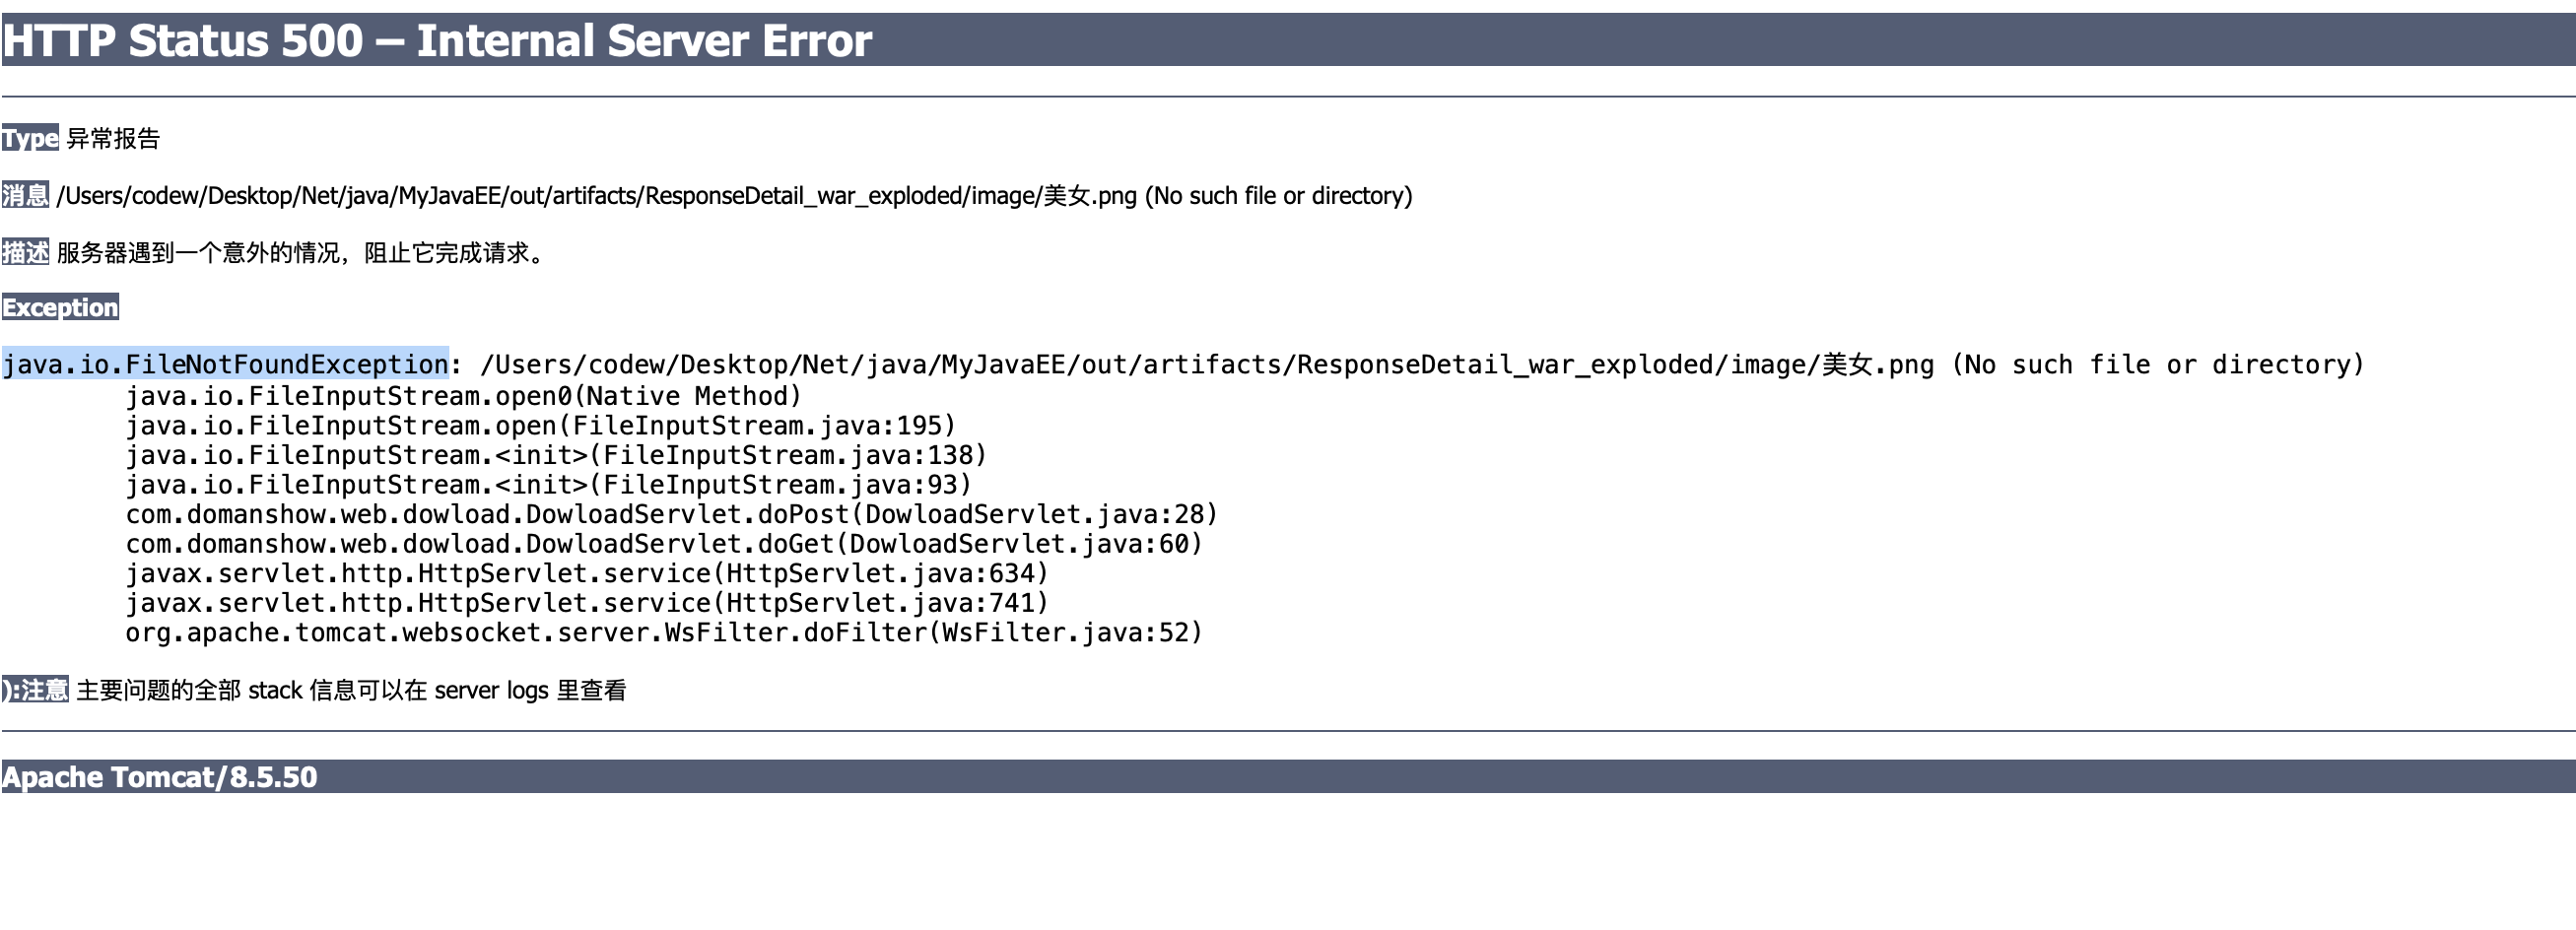 HTTP Status 500 – Internal Server Error
Type 异常报告
消息 /Users/codew/Desktop/Net/java/MyJavaEE/out/artifacts/ResponseDetail_war_exploded/image/美女.png (No such file or directory)
描述 服务器遇到一个意外的情况，阻止它完成请求。
Exception
java.io.FileNotFoundException: /Users/codew/Desktop/Net/java/MyJavaEE/out/artifacts/ResponseDetail_war_exploded/image/美女.png (No such file or directory)
java.io.FileInputStream.open0(Native Method)
java.io.FileInputStream.open(FileInputStream.java:195)
java.io.FileInputStream.<init>(FileInputStream.java:138)
java.io.FileInputStream.<init>(FileInputStream.java:93)
com.domanshow.web.dowload.DowloadServlet.doPost(DowloadServlet.java:28)
com.domanshow.web.dowload.DowloadServlet.doGet(DowloadServlet.java:60)
javax.servlet.http.HttpServlet.service(HttpServlet.java:634)
javax.servlet.http.HttpServlet.service(HttpServlet.java:741)
org.apache.tomcat.websocket.server.WsFilter.doFilter(WsFilter.java:52)
):注意 主要问题的全部 stack 信息可以在 server logs 里查看
Apache Tomcat/8.5.50